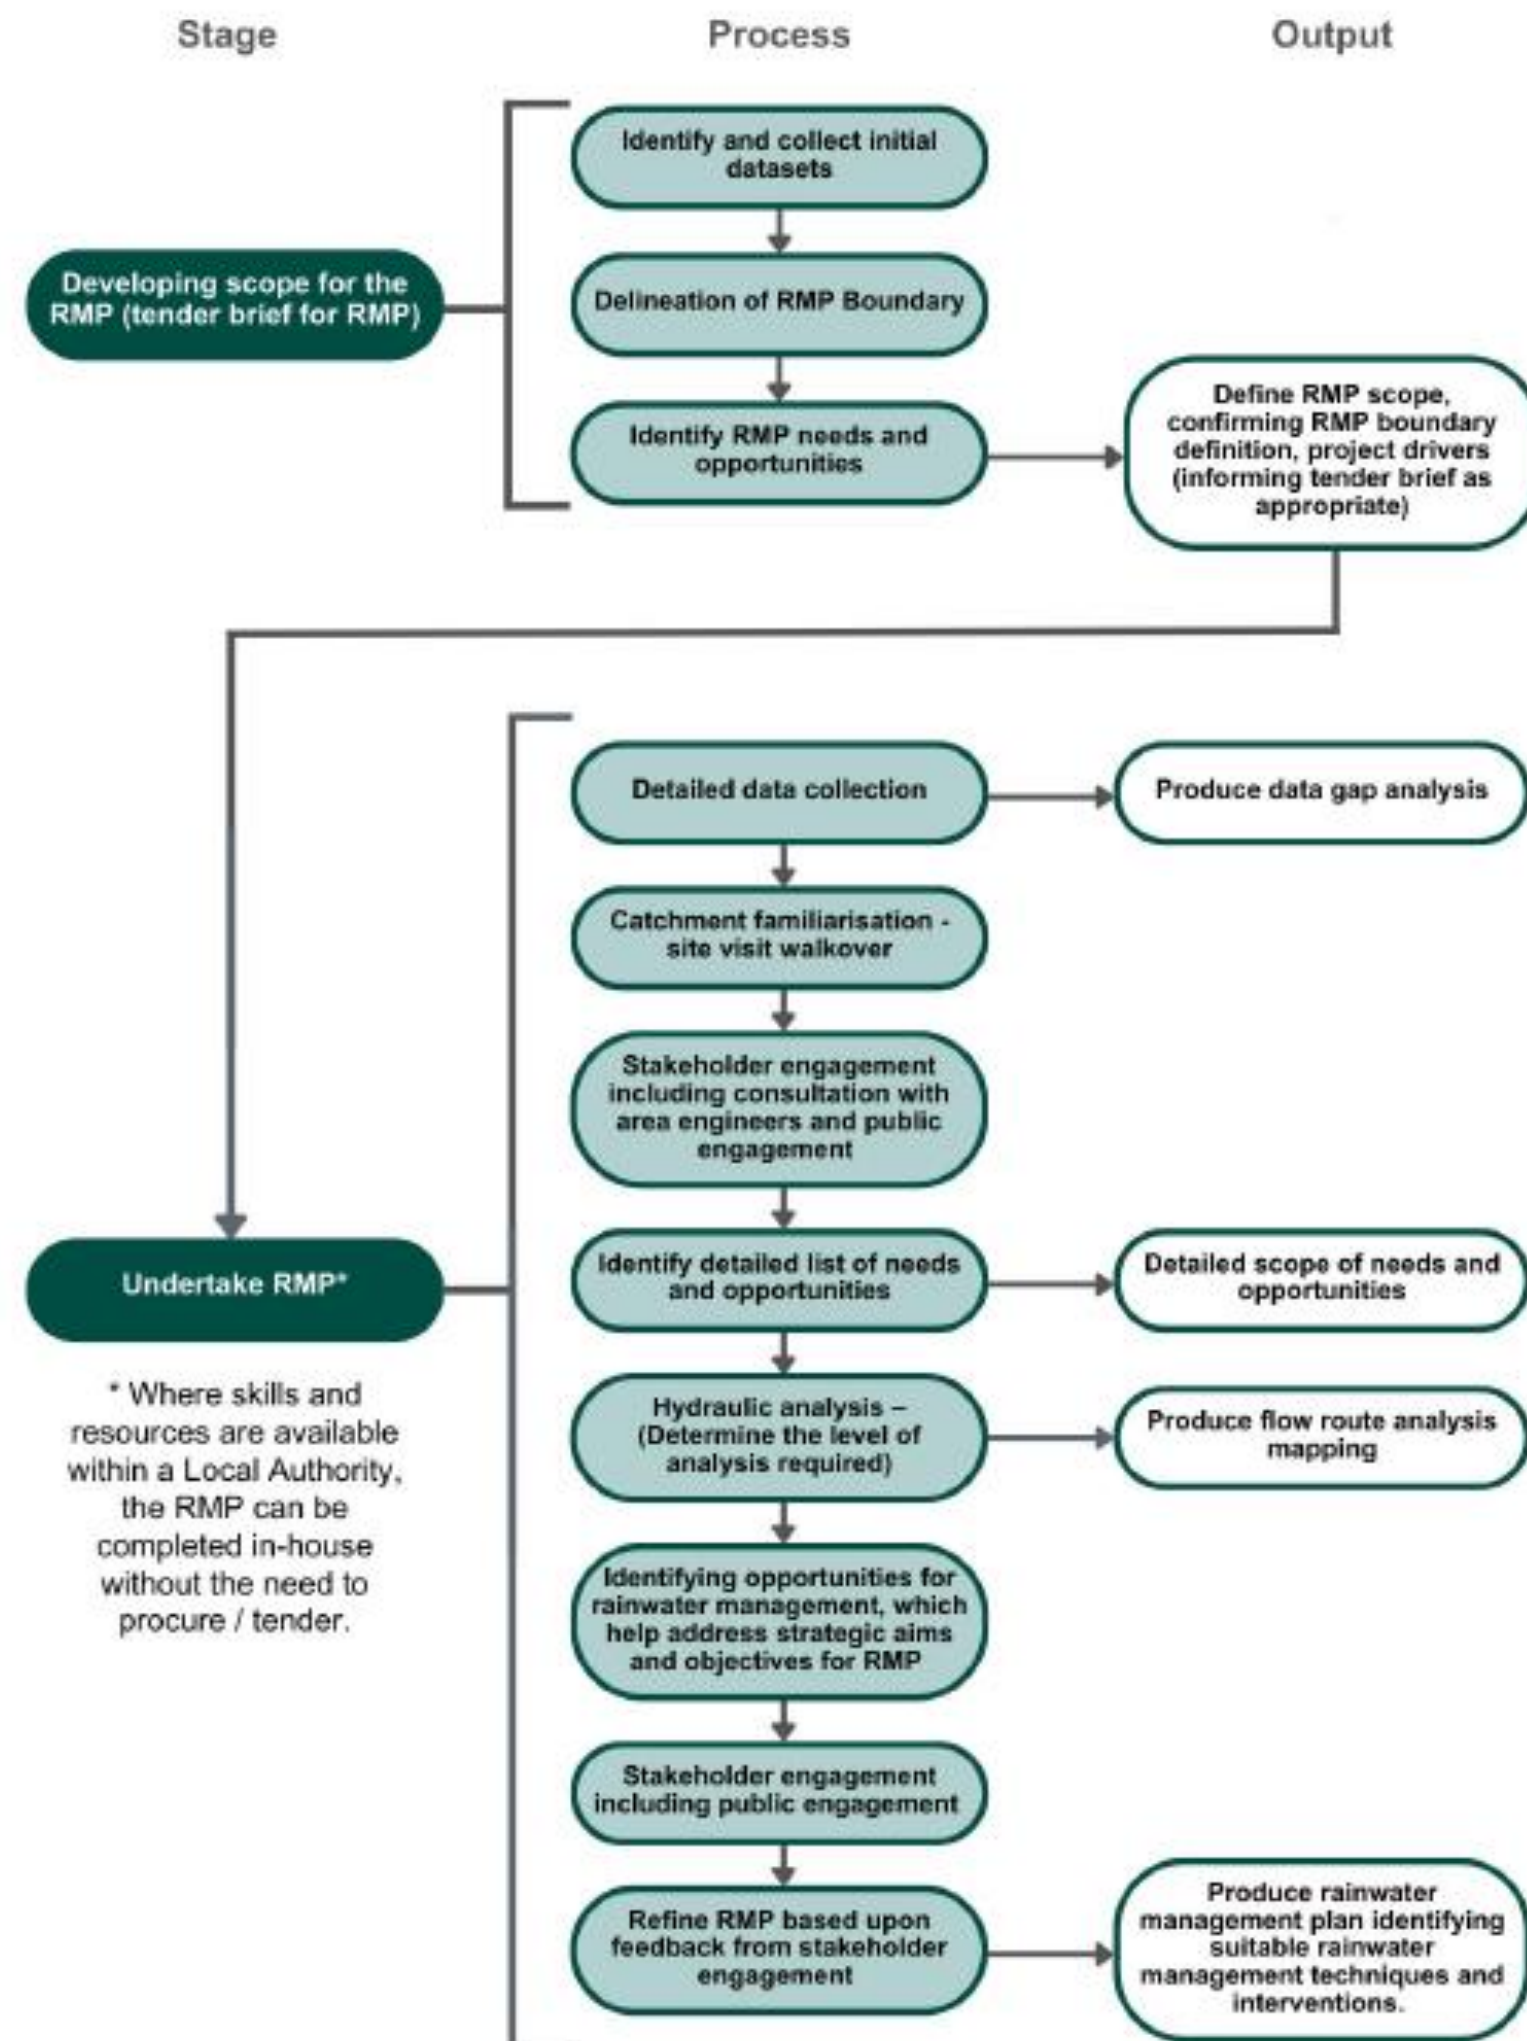 Stage
Process
Output
Identify and collect initial
datasets
Developing scope for the
RMP (tender brief for RMP)
Delineation of RMP Boundary
Identify RMP needs and
opportunities
Define RMP scope,
confirming RMP boundary
definition, project drivers
(informing tender brief as
appropriate)
Detailed data collection
Produce data gap analysis
Catchment familiarisation -
site visit walkover
Stakeholder engagement
including consultation with
area engineers and public
engagement
Undertake RMP*
Identify detailed list of needs
and opportunities
Detailed scope of needs and
opportunities
* Where skills and
resources are available
within a Local Authority,
the RMP can be
completed in-house
without the need to
procure / tender.
Hydraulic analysis –
(Determine the level of
analysis required)
Produce flow route analysis
mapping
Identifying opportunities for
rainwater management, which
help address strategic aims
and objectives for RMP
Stakeholder engagement
including public engagement
Refine RMP based upon
feedback from stakeholder
engagement
Produce rainwater
management plan identifying
suitable rainwater
management techniques and
interventions.